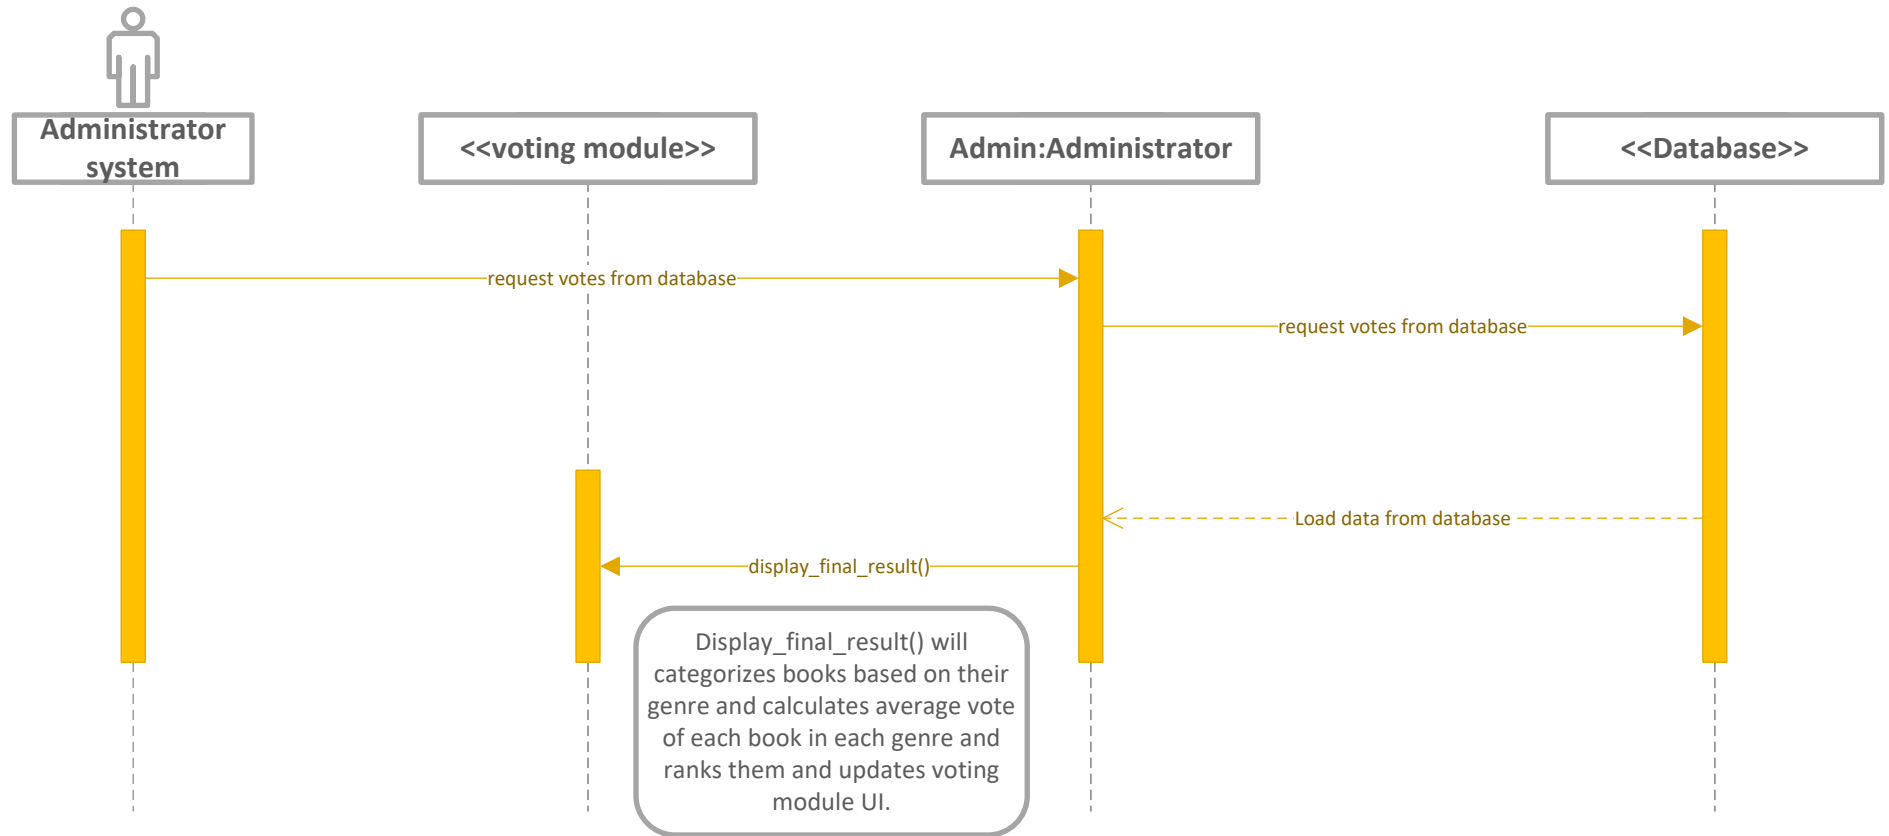 Administrator
system
<<voting module>>
Admin:Administrator
<<Database>>
request votes from database
request votes from database
Load data from database
display_final_result()
Display_final_result() will
categorizes books based on their
genre and calculates average vote
of each book in each genre and
ranks them and updates voting
module UI.